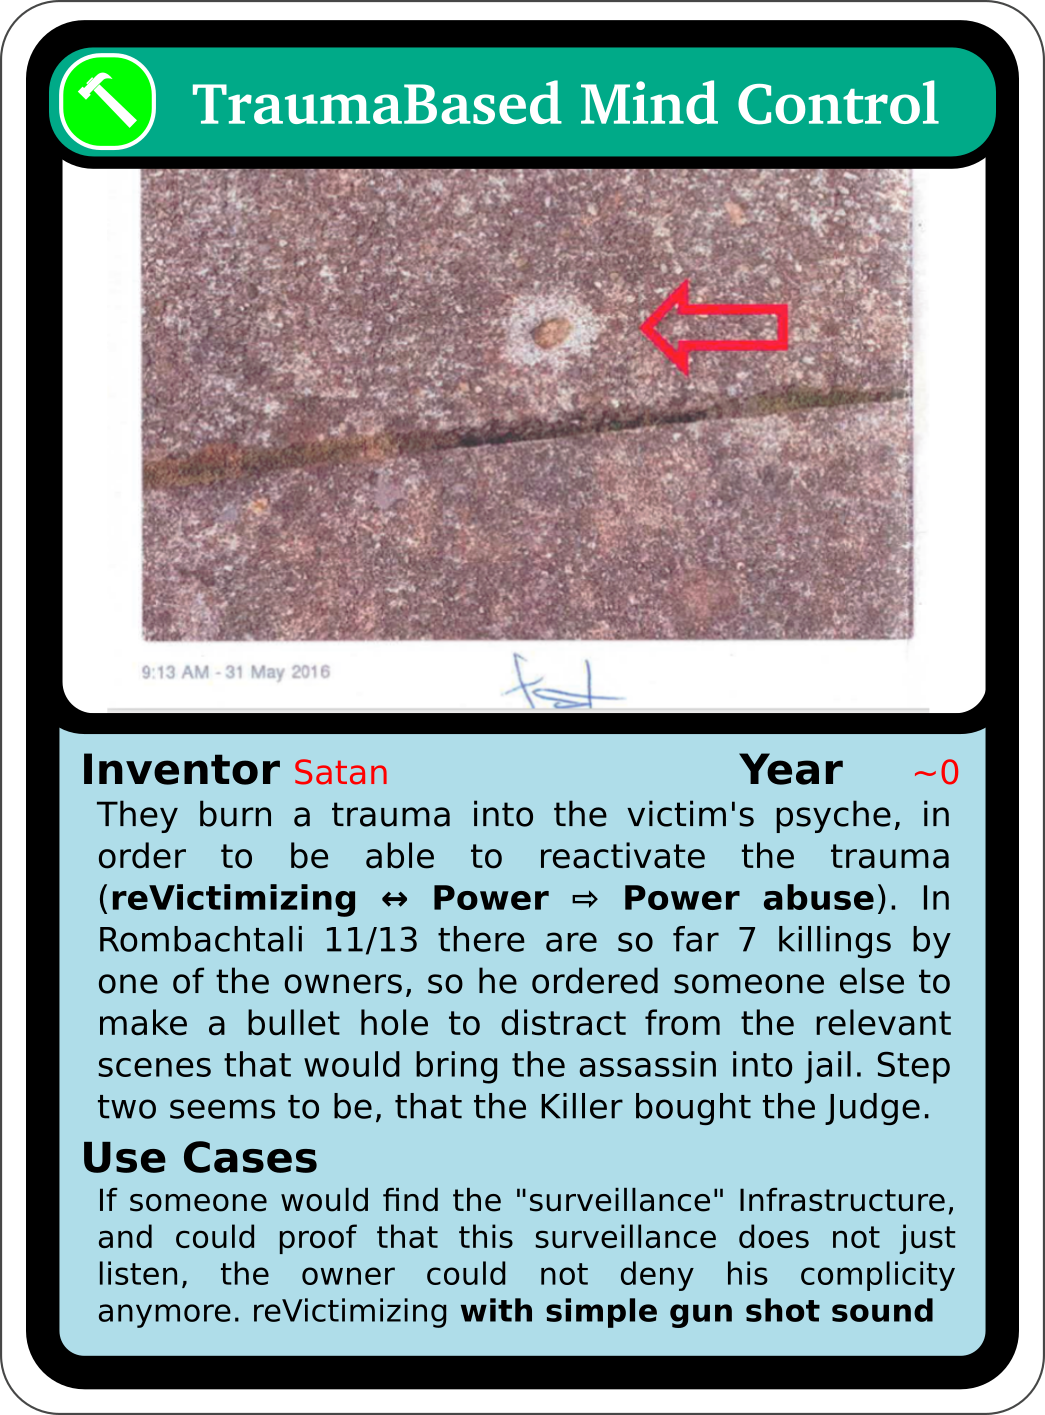 TraumaBased Mind Control
9:13 AM - 31 May 2016
Inventor Satan Year ~0
They burn a trauma into the victim's psyche, in
order to be able to reactivate the trauma
(reVictimizing ↔ Power ⇨ Power abuse). In
Rombachtali 11/13 there are so far 7 killings by
one of the owners, so he ordered someone else to
make a bullet hole to distract from the relevant
scenes that would bring the assassin into jail. Step
two seems to be, that the Killer bought the Judge.
Use Cases
If someone would find the "surveillance" Infrastructure,
and could proof that this surveillance does not just
listen, the owner could not deny his complicity
anymore. reVictimizing with simple gun shot sound